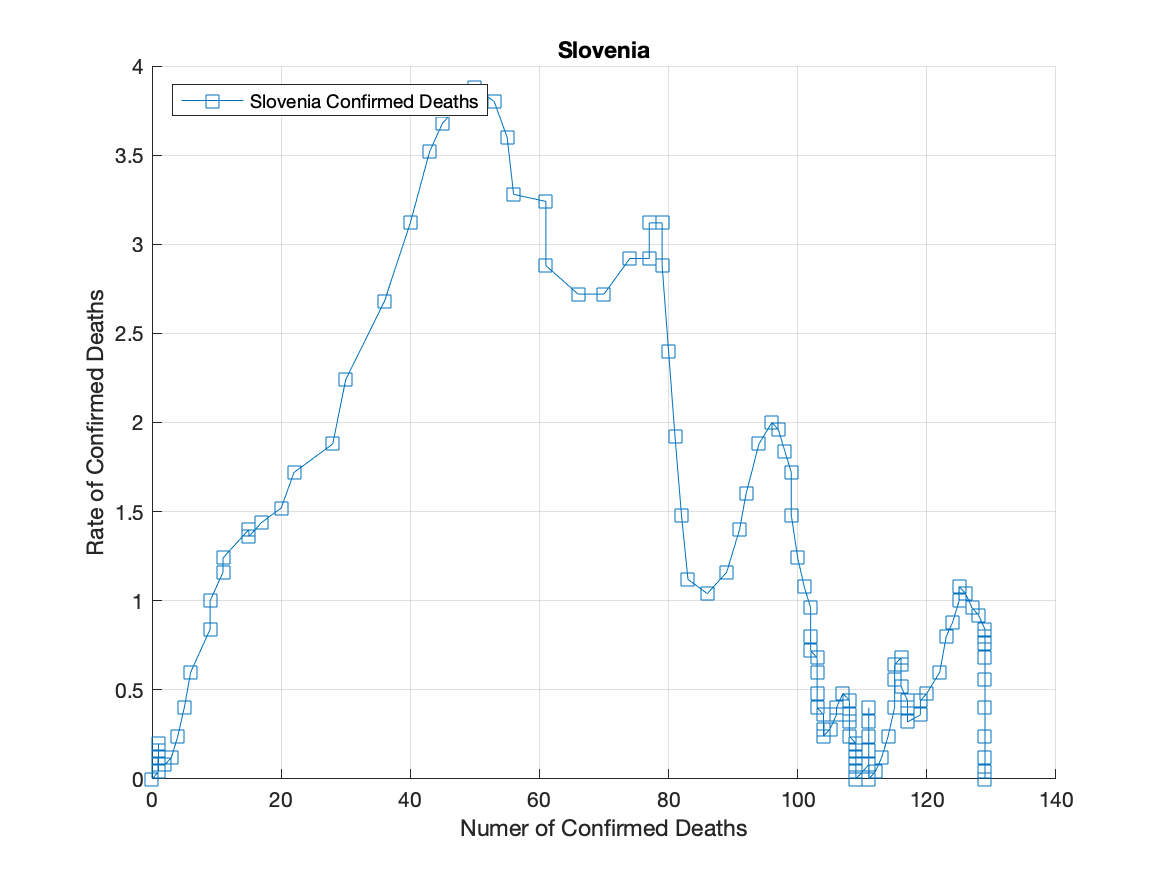 Slovenia
Slovenia Confirmed Deaths
4
3.5
3
2.5
2
1.5
1
0.5
0
Rate of Confirmed Deaths
0 20 40 60 80 100 120 140
Numer of Confirmed Deaths